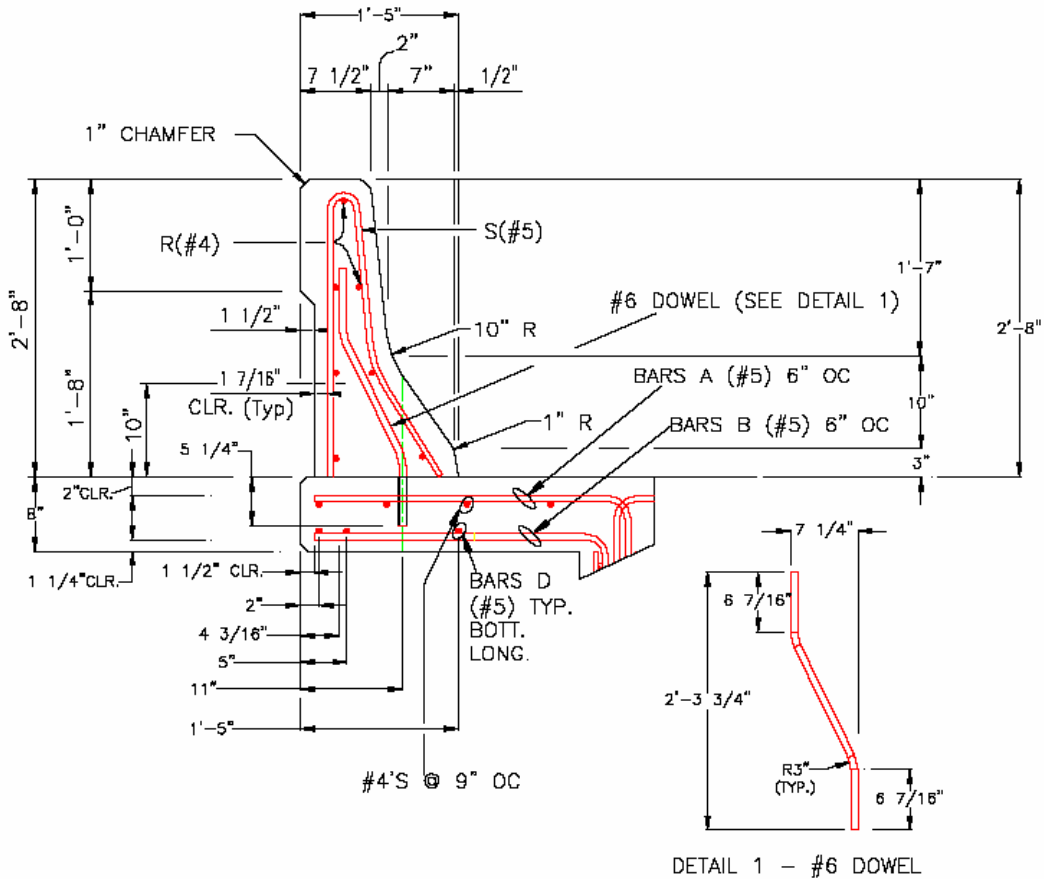 1'-5"
2"
7 1/2"
7"
1/2"
1" CHAMFER
R(#4)
S(#5)
1'-0"
2'-8"
1'-8"
1'-7"
2'-8"
#6 DOWEL (SEE DETAIL 1)
1 1/2"
10" R
1 7/16"
CLR. (Typ)
BARS A (#5) 6" OC
10"
10"
1" R
BARS B (#5) 6" OC
5 1/4"
3"
2"CLR.
8"
7 1/4"
1 1/4"CLR.
1 1/2" CLR.
BARS D
(#5) TYP.
BOTT.
LONG.
2"
6 7/16"
4 3/16"
5"
11"
2'-3 3/4"
1'-5"
R3"
(TYP.)
6 7/16"
#4'S @ 9" OC
DETAIL 1 - #6 DOWEL